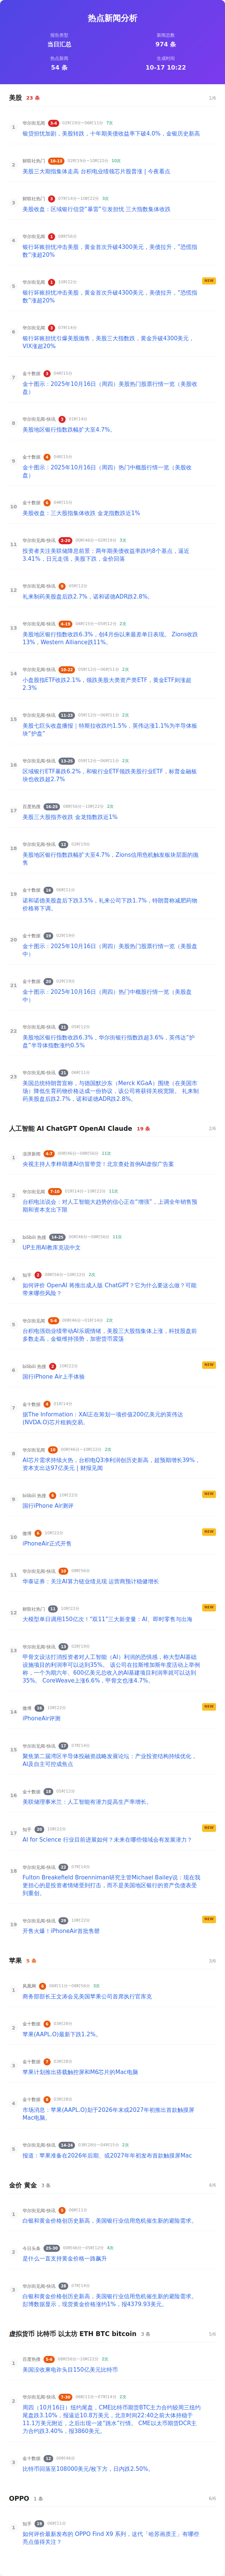 热点新闻分析
报告类型
新闻总数
当日汇总
974 条
热点新闻
生成时间
54 条
10-17 10:22
美股 23 条
1/6
1
华尔街见闻 3-4 02时19分~06时11分 7次
银贷担忧加剧，美股转跌，十年期美债收益率下破4.0%，金银历史新高
2
财联社热门 10-12 01时19分~10时22分 10次
美股三大期指集体走高 台积电业绩领芯片股普涨 | 今夜看点
3
财联社热门 3 07时14分~10时22分 3次
美股收盘：区域银行信贷“暴雷”引发担忧 三大指数集体收跌
4
华尔街见闻 1 08时56分
银行坏账担忧冲击美股，黄金首次升破4300美元，美债拉升，“恐慌指
数”涨超20%
5
华尔街见闻 1 10时22分
NEW
银行坏账担忧冲击美股，黄金首次升破4300美元，美债拉升，“恐慌指
数”涨超20%
6
华尔街见闻 3 07时14分
银行坏账担忧引爆美股抛售，美股三大指数跌，黄金升破4300美元，
VIX涨超20%
7
金十数据 3 04时15分
金十图示：2025年10月16日（周四）美股热门股票行情一览（美股收
盘）
8
华尔街见闻-快讯 3 01时14分
美股地区银行指数跌幅扩大至4.7%。
9
金十数据 4 04时15分
金十图示：2025年10月16日（周四）热门中概股行情一览（美股收
盘）
10
金十数据 6 04时15分
美股收盘：三大指数集体收跌 金龙指数跌近1%
11
华尔街见闻-快讯 2-20 00时46分~02时19分 3次
投资者关注美联储降息前景：两年期美债收益率跌约8个基点，逼近
3.41%，日元走强，美股下跌，金价回落
12
华尔街见闻-快讯 9 05时12分
礼来制药美股盘后跌2.7%，诺和诺德ADR跌2.8%。
13
华尔街见闻-快讯 6-19 04时15分~05时12分 2次
美股地区银行指数收跌6.3%，创4月份以来最差单日表现。 Zions收跌
13%，Western Alliance跌11%。
14
华尔街见闻-快讯 10-22 05时12分~06时11分 2次
小盘股指ETF收跌2.1%，领跌美股大类资产类ETF，黄金ETF则涨超
2.3%
15
华尔街见闻-快讯 11-23 05时12分~06时11分 2次
美股七巨头收盘播报｜特斯拉收跌约1.5%，英伟达涨1.1%为半导体板
块“护盘”
16
华尔街见闻-快讯 13-25 05时12分~06时11分 2次
区域银行ETF暴跌6.2%，和银行业ETF领跌美股行业ETF，标普金融板
块也收跌超2.7%
17
百度热搜 16-25 08时56分~10时22分 2次
美股三大股指齐收跌 金龙指数跌近1%
18
华尔街见闻-快讯 12 02时19分
美股地区银行指数跌幅扩大至4.7%，Zions信用危机触发板块层面的抛
售
19
金十数据 16 06时11分
诺和诺德美股盘后下跌3.5%，礼来公司下跌1.7%，特朗普称减肥药物
价格将下调。
20
金十数据 19 02时19分
金十图示：2025年10月16日（周四）美股热门股票行情一览（美股盘
中）
21
金十数据 20 02时19分
金十图示：2025年10月16日（周四）热门中概股行情一览（美股盘
中）
22
华尔街见闻-快讯 21 05时12分
美股地区银行指数收跌6.3%，华尔街银行指数跌超3.6%，英伟达“护
盘”半导体指数涨约0.5%
23
华尔街见闻-快讯 21 06时11分
美国总统特朗普宣称，与德国默沙东（Merck KGaA）围绕（在美国市
场）降低生育药物价格达成一份协议，该公司将获得关税宽限。 礼来制
药美股盘后跌2.7%，诺和诺德ADR跌2.8%。
人工智能 AI ChatGPT OpenAI Claude 19 条
2/6
1
澎湃新闻 4-7 00时46分~08时56分 11次
央视主持人李梓萌遭AI仿冒带货！北京查处首例AI虚假广告案
2
华尔街见闻 7-10 01时14分~10时22分 11次
台积电法说会：对人工智能大趋势的信心正在“增强”，上调全年销售预
期和资本支出下限
3
bilibili 热搜 14-25 00时46分~08时56分 11次
UP主用AI教库克说中文
4
知乎 3 08时56分~10时22分 2次
如何评价 OpenAI 将推出成人版 ChatGPT？它为什么要这么做？可能
带来哪些风险？
5
华尔街见闻 5-6 00时46分~01时14分 2次
台积电强劲业绩带动AI乐观情绪，美股三大股指集体上涨，科技股盘前
多数走高，金银维持强势，加密货币震荡
6
bilibili 热搜 2 10时22分
NEW
国行iPhone Air上手体验
7
金十数据 4 01时14分
据The Information：XAI正在筹划一项价值200亿美元的英伟达
(NVDA.O)芯片租购交易。
8
华尔街见闻 10 08时56分~10时22分 2次
AI芯片需求持续火热，台积电Q3净利润创历史新高，超预期增长39%，
资本支出达97亿美元 | 财报见闻
9
bilibili 热搜 6 10时22分
NEW
国行iPhone Air测评
10
微博 6 10时22分
NEW
iPhoneAir正式开售
11
华尔街见闻-快讯 10 08时56分
华泰证券：关注AI算力链业绩兑现 运营商预计稳健增长
12
财联社热门 11 10时22分
NEW
大模型单日调用150亿次！“双11”三大新变量：AI、即时零售与出海
13
华尔街见闻-快讯 13 02时19分
甲骨文设法打消投资者对人工智能（AI）利润的恐惧感，称大型AI基础
设施项目的利润率可以达到35%。 该公司在拉斯维加斯年度活动上举例
称，一个为期六年、600亿美元总收入的AI基建项目利润率就可以达到
35%。 CoreWeave上涨6.6%，甲骨文也涨4.7%。
14
微博 16 10时22分
NEW
iPhoneAir评测
15
华尔街见闻-快讯 17 07时14分
聚焦第二届湾区半导体投融资战略发展论坛：产业投资结构持续优化，
AI及自主可控成焦点
16
金十数据 18 05时12分
美联储理事米兰：人工智能有潜力提高生产率增长。
17
知乎 20 10时22分
NEW
AI for Science 行业目前进展如何？未来在哪些领域会有发展潜力？
18
华尔街见闻-快讯 22 07时14分
Fulton Breakefield Broenniman研究主管Michael Bailey说：现在我
更担心的是投资者情绪受到打击，而不是美国地区银行的资产负债表受
到重创。
19
华尔街见闻-快讯 29 10时22分
NEW
开售火爆！iPhoneAir首批售罄
苹果 5 条
3/6
1
凤凰网 6 06时11分~08时56分 3次
商务部部长王文涛会见美国苹果公司首席执行官库克
2
金十数据 6 03时28分
苹果(AAPL.O)最新下跌1.2%。
3
金十数据 7 03时28分
苹果计划推出搭载触控屏和M6芯片的Mac电脑
4
金十数据 8 03时28分
市场消息：苹果(AAPL.O)划于2026年末或2027年初推出首款触摸屏
Mac电脑。
5
华尔街见闻-快讯 14-24 03时28分~04时15分 2次
报道：苹果准备在2026年后期、或2027年年初发布首款触摸屏Mac
金价 黄金 3 条
4/6
1
华尔街见闻-快讯 8 06时11分
白银和黄金价格创历史新高，美国银行业信用危机催生新的避险需求。
2
今日头条 25-30 00时46分~05时12分 4次
是什么一直支持黄金价格一路飙升
3
华尔街见闻-快讯 28 07时14分
白银和黄金价格创历史新高，美国银行业信用危机催生新的避险需求。
彭博数据显示，现货黄金价格涨约1%，报4379.93美元。
虚拟货币 比特币 以太坊 ETH BTC bitcoin 3 条
5/6
1
百度热搜 8-9 08时56分~10时22分 2次
美国没收柬电诈头目150亿美元比特币
2
华尔街见闻-快讯 7-30 06时11分~07时14分 2次
周四（10月16日）纽约尾盘，CME比特币期货BTC主力合约较周三纽约
尾盘跌3.10%，报逼近10.8万美元，北京时间22:40之前大体持稳于
11.1万美元附近，之后出现一波“跳水”行情。 CME以太币期货DCR主
力合约跌3.40%，报3860美元。
3
金十数据 12 00时46分
比特币回落至108000美元/枚下方，日内跌2.50%。
OPPO 1 条
6/6
1
知乎 19 06时11分
如何评价最新发布的 OPPO Find X9 系列，这代「哈苏画质王」有哪些
亮点值得关注？